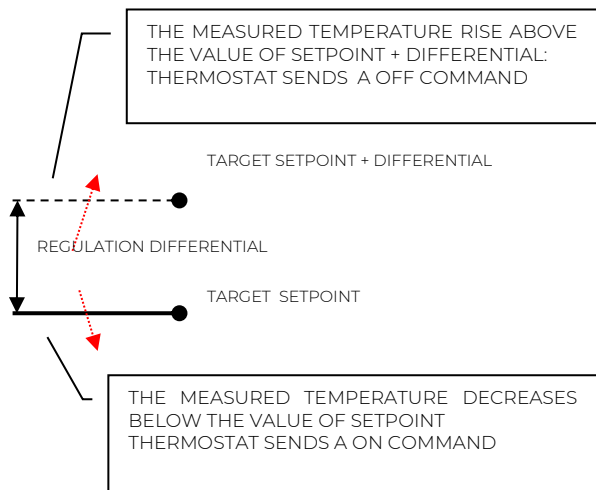 THE MEASURED TEMPERATURE RISE ABOVE
THE VALUE OF SETPOINT + DIFFERENTIAL:
THERMOSTAT SENDS A OFF COMMAND
TARGET SETPOINT + DIFFERENTIAL
REGULATION DIFFERENTIAL
TARGET SETPOINT
THE MEASURED TEMPERATURE DECREASES
BELOW THE VALUE OF SETPOINT
THERMOSTAT SENDS A ON COMMAND